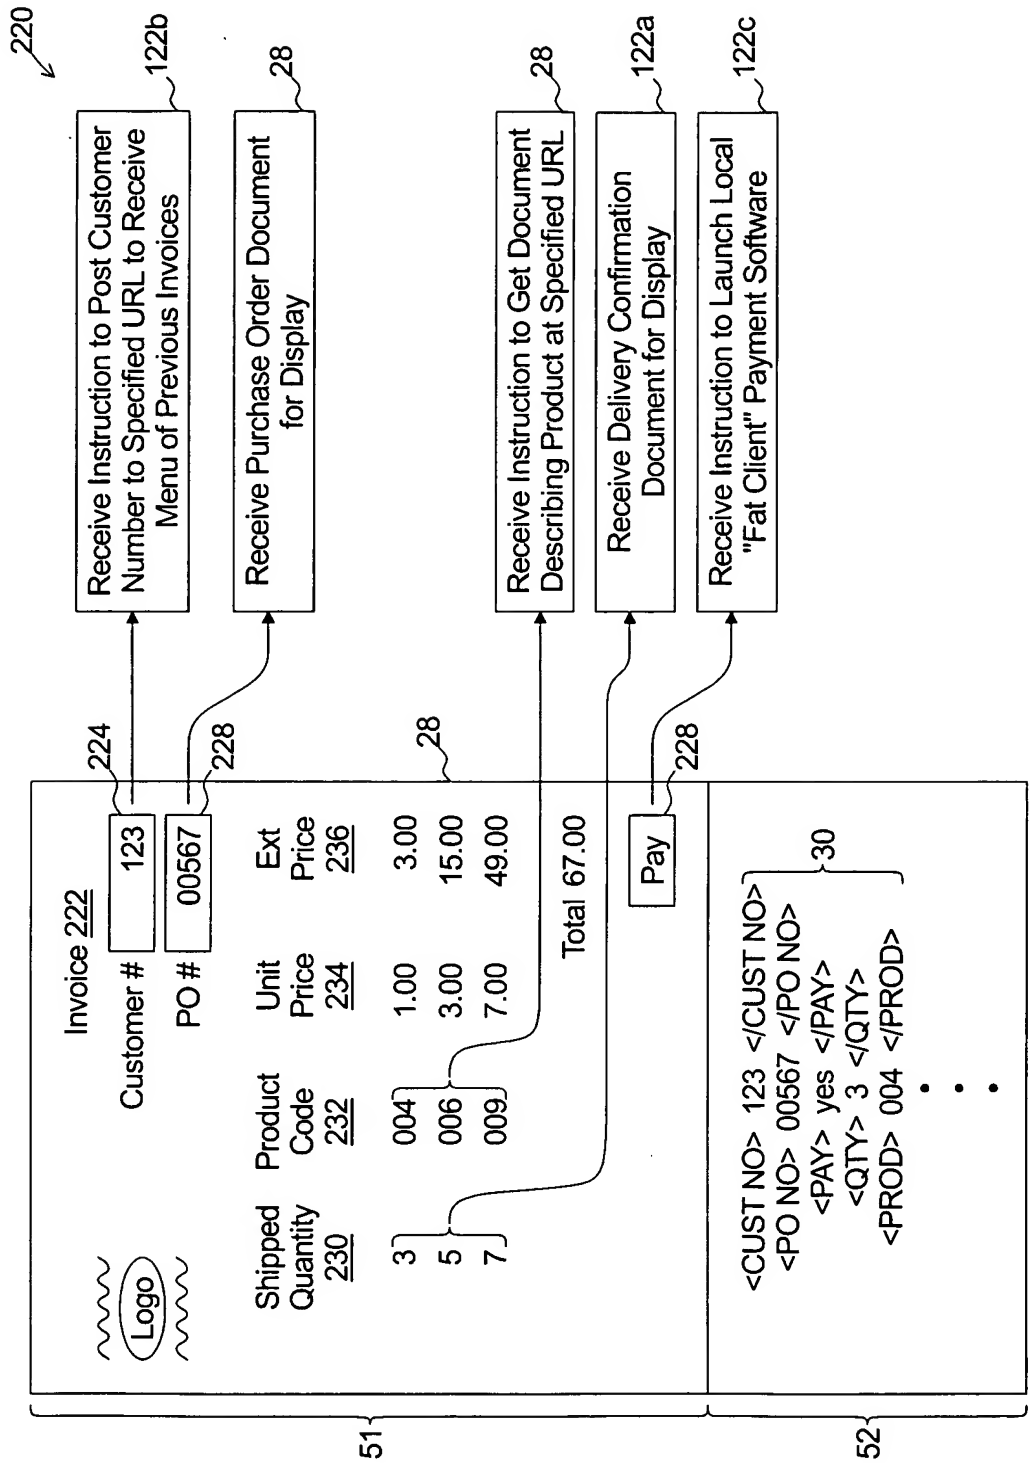 220
Invoice 222
Logo
Customer # 123
224
PO # 00567
228
28
Shipped Quantity 230
Product Code 232
Unit Price 234
Ext Price 236
3 004 1.00 3.00
5 006 3.00 15.00
7 009 7.00 49.00
Total 67.00
Pay
228
51
<CUST NO> 123 </CUST NO>
<PO NO> 00567 </PO NO>
<PAY> yes </PAY>
<QTY> 3 </QTY>
<PROD> 004 </PROD>
30
52
Receive Instruction to Post Customer
Number to Specified URL to Receive
Menu of Previous Invoices
122b
Receive Purchase Order Document
for Display
28
Receive Instruction to Get Document
Describing Product at Specified URL
28
Receive Delivery Confirmation
Document for Display
122a
Receive Instruction to Launch Local
"Fat Client" Payment Software
122c